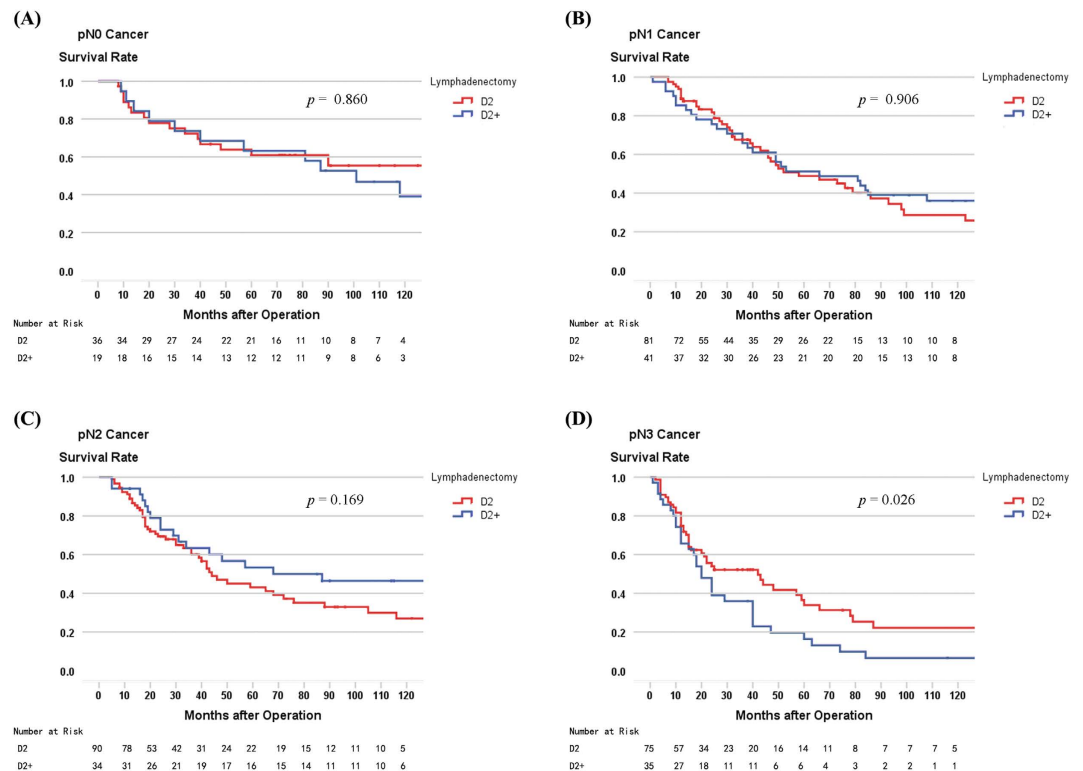 (A)
pN0 Cancer
Survival Rate
Lymphadenectomy
D2
D2+
p = 0.860
1.0
0.8
0.6
0.4
0.2
0.0
0 10 20 30 40 50 60 70 80 90 100 110 120
Months after Operation
Number at Risk
D2 36 34 29 27 24 22 21 16 11 10 8 7 4
D2+ 19 18 16 15 14 13 12 12 11 9 8 6 3
(B)
pN1 Cancer
Survival Rate
Lymphadenectomy
D2
D2+
p = 0.906
1.0
0.8
0.6
0.4
0.2
0.0
0 10 20 30 40 50 60 70 80 90 100 110 120
Months after Operation
Number at Risk
D2 81 72 55 44 35 29 26 22 15 13 10 10 8
D2+ 41 37 32 30 26 23 21 20 20 15 13 10 8
(C)
pN2 Cancer
Survival Rate
Lymphadenectomy
D2
D2+
p = 0.169
1.0
0.8
0.6
0.4
0.2
0.0
0 10 20 30 40 50 60 70 80 90 100 110 120
Months after Operation
Number at Risk
D2 90 78 53 42 31 24 22 19 15 12 11 10 5
D2+ 34 31 26 21 19 17 16 15 14 11 11 10 6
(D)
pN3 Cancer
Survival Rate
Lymphadenectomy
D2
D2+
p = 0.026
1.0
0.8
0.6
0.4
0.2
0.0
0 10 20 30 40 50 60 70 80 90 100 110 120
Months after Operation
Number at Risk
D2 75 57 34 23 20 16 14 11 8 7 7 7 5
D2+ 35 27 18 11 11 6 6 4 3 2 2 1 1